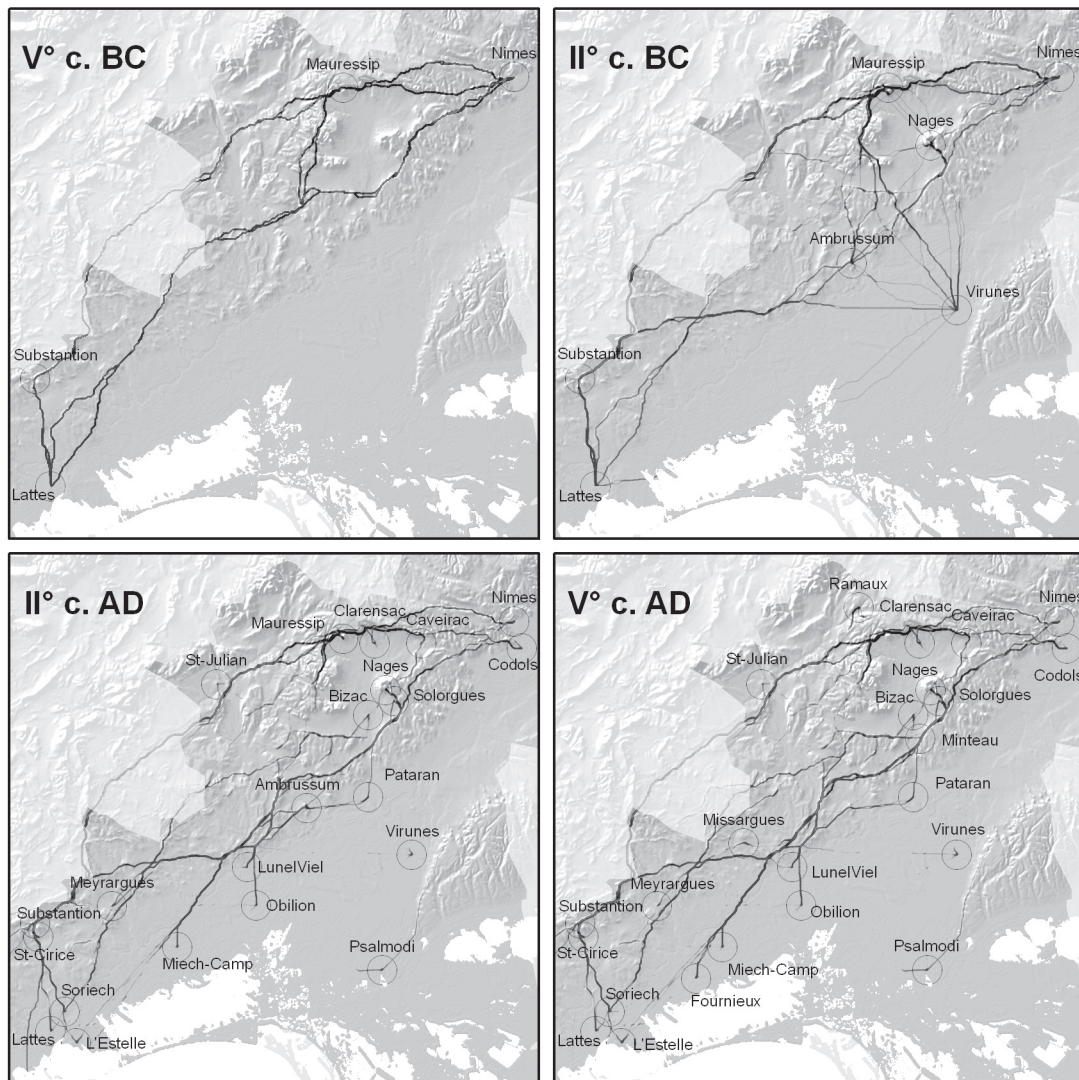 V° c. BC
Nimes
Mauressip
Substantion
Lattes
II° c. BC
Nimes
Mauressip
Nages
Ambrussum
Virunes
Substantion
Lattes
II° c. AD
Nimes
Clarensac
Mauressip
Caveirac
Codols
St-Julian
Nages
Bizac
Solorgues
Pataran
Ambrussum
Virunes
LunelViel
Meyrargues
Obilion
Substantion
St-Cirice
Miech-Camp
Psalmodi
Soriech
Lattes
L'Estelle
V° c. AD
Ramaux
Nimes
Clarensac
Caveirac
Codols
St-Julian
Nages
Bizac
Solorgues
Minteau
Pataran
Missargues
Virunes
LunelViel
Meyrargues
Obilion
Substantion
St-Cirice
Psalmodi
Miech-Camp
Soriech
Fournieux
Lattes
L'Estelle